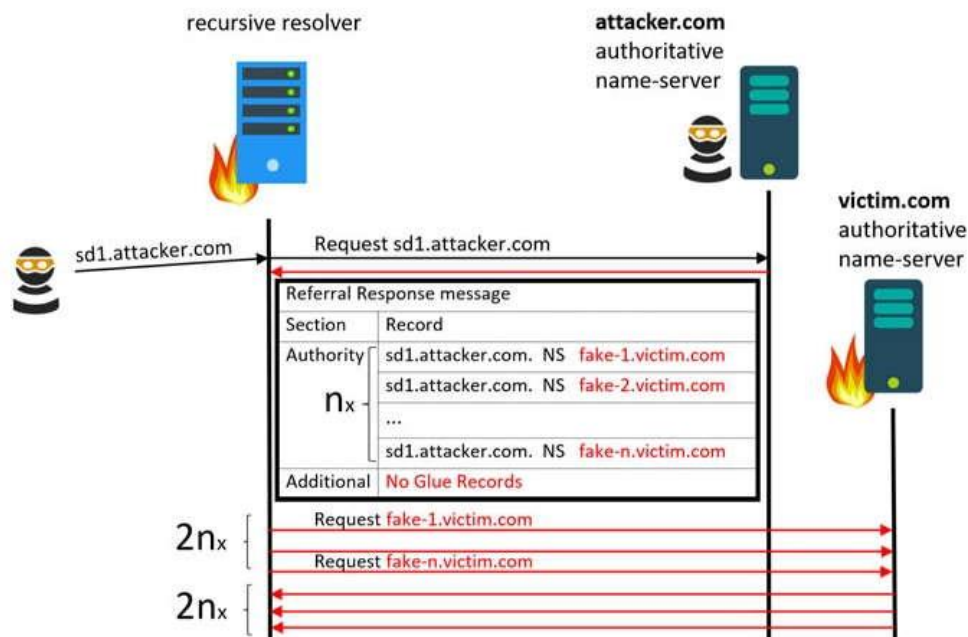 recursive resolver
attacker.com
authoritative
name-server
victim.com
authoritative
name-server
sd1.attacker.com
Request sd1.attacker.com
Referral Response message
Section Record
Authority sd1.attacker.com. NS fake-1.victim.com
sd1.attacker.com. NS fake-2.victim.com
nx
...
sd1.attacker.com. NS fake-n.victim.com
Additional No Glue Records
Request fake-1.victim.com
2nx
Request fake-n.victim.com
2nx